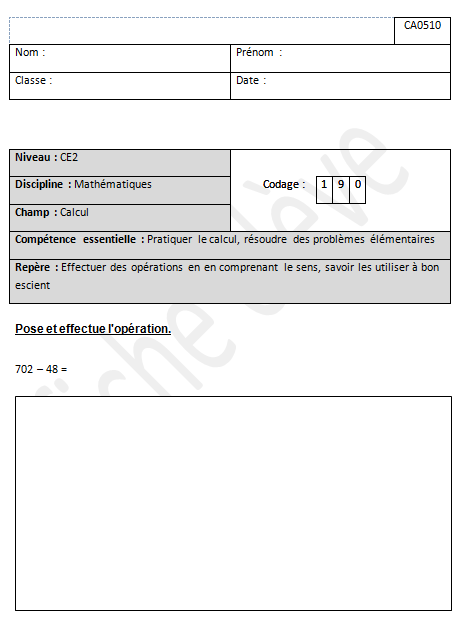 CA0510
Nom : Prénom :
Classe : Date :
Niveau : CE2
Discipline : Mathématiques Codage : 1 9 0
Champ : Calcul
Compétence essentielle : Pratiquer le calcul, résoudre des problèmes élémentaires
Repère : Effectuer des opérations en en comprenant le sens, savoir les utiliser à bon
escient
Pose et effectue l'opération.
702 – 48 =